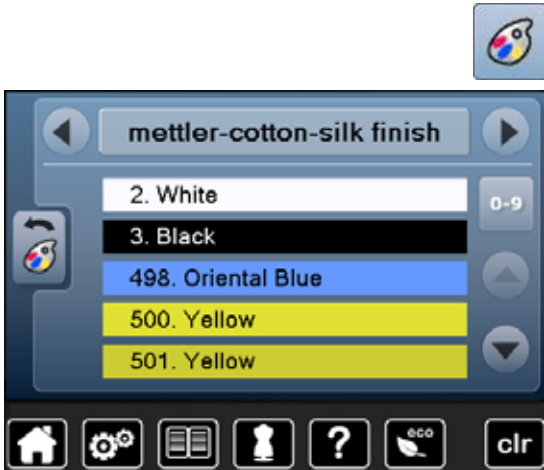 mettler-cotton-silk finish
2. White
0-9
3. Black
498. Oriental Blue
500. Yellow
501. Yellow
?
eco
clr